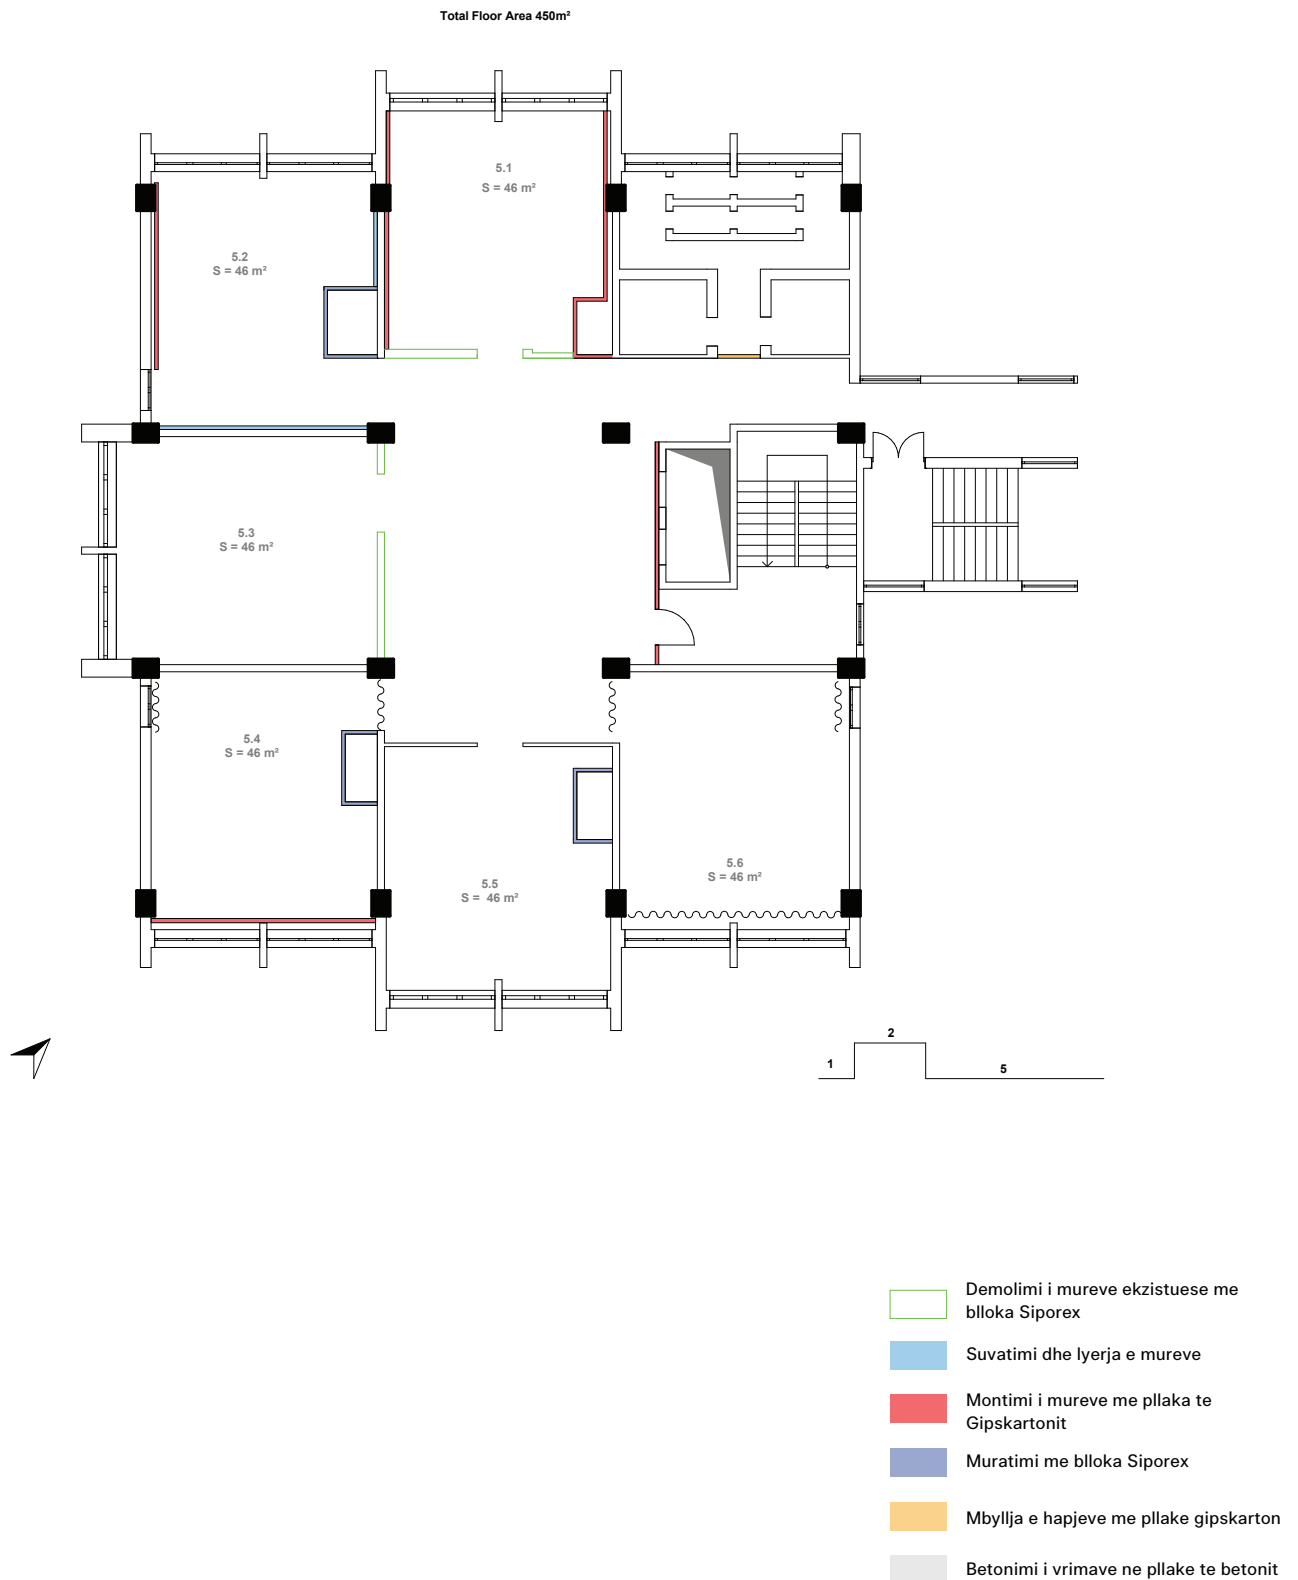 Total Floor Area 450m²
5.1
S = 46 m²
5.2
S = 46 m²
5.3
S = 46 m²
5.4
S = 46 m²
5.5
S = 46 m²
5.6
S = 46 m²
1
2
5
Demolimi i mureve ekzistuese me
blloka Siporex
Suvatimi dhe lyerja e mureve
Montimi i mureve me pllaka te
Gipskartonit
Muratimi me blloka Siporex
Mbyllja e hapjeve me pllake gipskarton
Betonimi i vrimave ne pllake te betonit